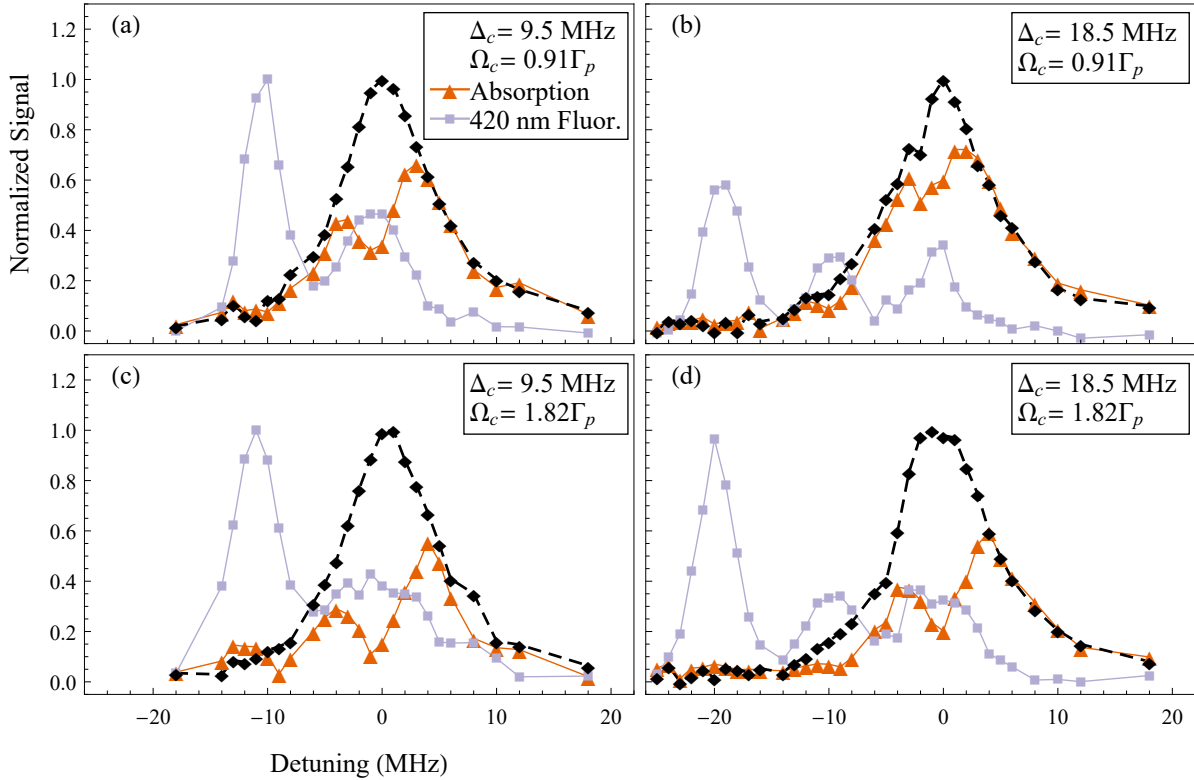 (a)
Δc = 9.5 MHz
Ωc = 0.91Γp
Absorption
420 nm Fluor.
(b)
Δc = 18.5 MHz
Ωc = 0.91Γp
1.2
1.0
0.8
0.6
0.4
0.2
0.0
Normalized Signal
(c)
Δc = 9.5 MHz
Ωc = 1.82Γp
(d)
Δc = 18.5 MHz
Ωc = 1.82Γp
1.2
1.0
0.8
0.6
0.4
0.2
0.0
−20 −10 0 10 20
−20 −10 0 10 20
Detuning (MHz)